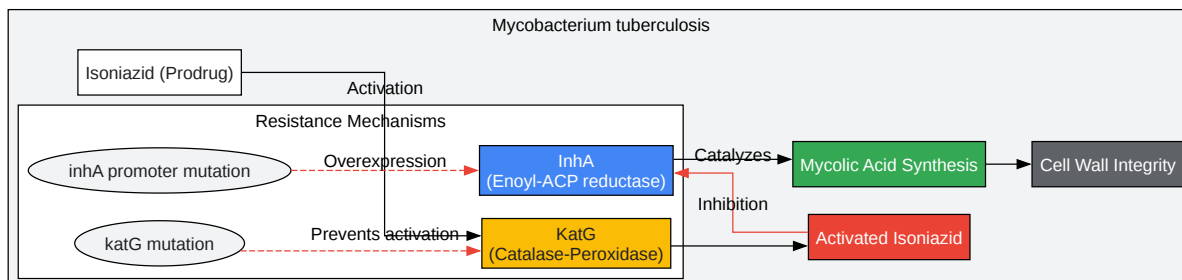 Mycobacterium tuberculosis
Isoniazid (Prodrug)
Activation
Resistance Mechanisms
inhA promoter mutation
Overexpression
InhA
(Enoyl-ACP reductase)
Catalyzes
Mycolic Acid Synthesis
Cell Wall Integrity
Inhibition
katG mutation
Prevents activation
KatG
(Catalase-Peroxidase)
Activated Isoniazid